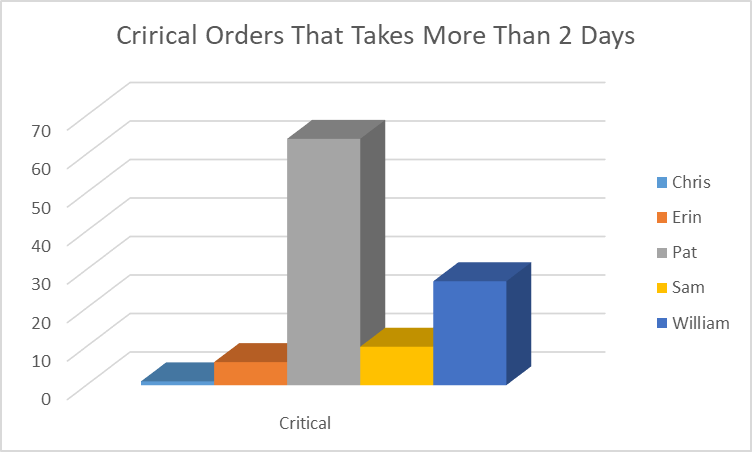 Crirical Orders That Takes More Than 2 Days
70
60
50
40
30
20
10
0
Critical
Chris
Erin
Pat
Sam
William